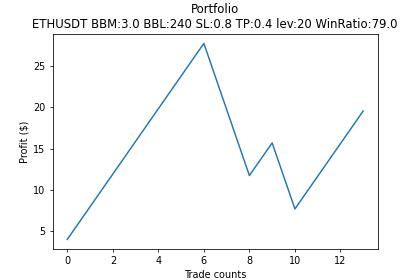 Portfolio
ETHUSDT BBM:3.0 BBL:240 SL:0.8 TP:0.4 lev:20 WinRatio:79.0
25
20
15
10
5
Profit ($)
0 2 4 6 8 10 12
Trade counts